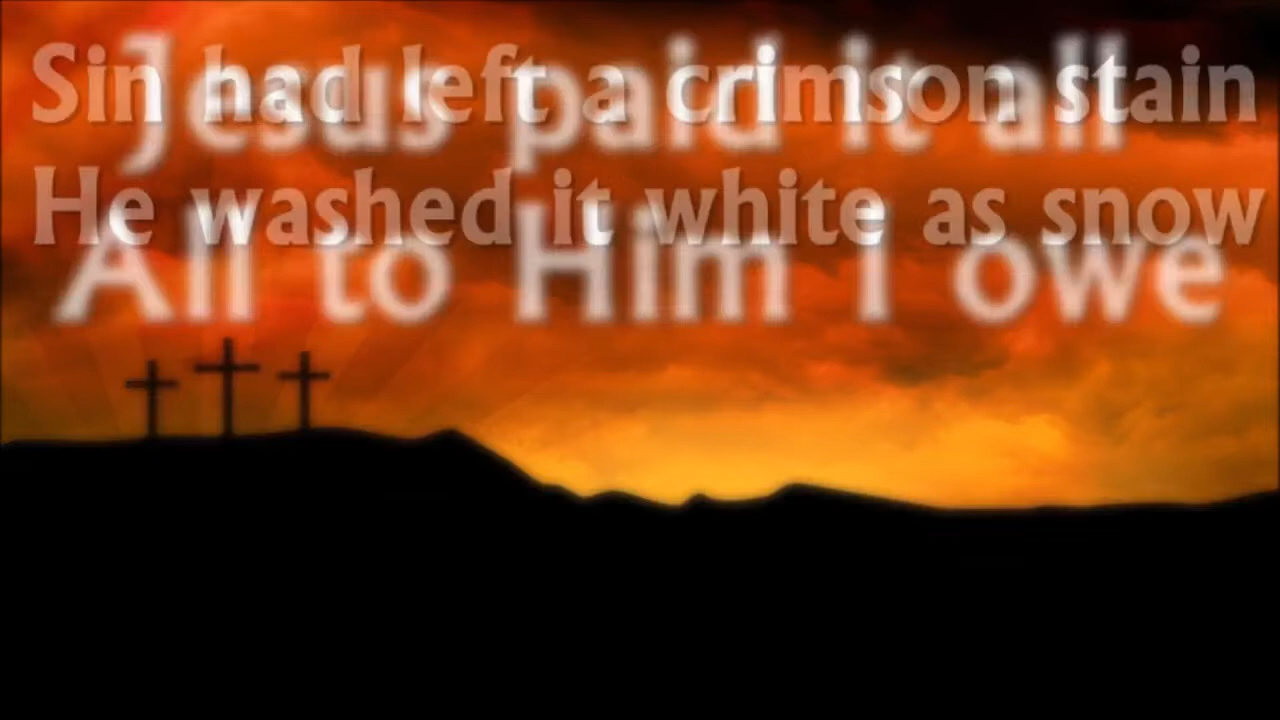 Jesus paid it all
Sin had left a crimson stain
He washed it white as snow
All to Him I owe